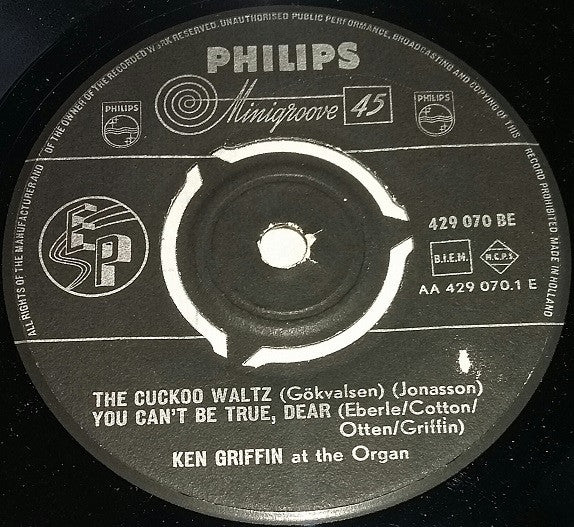 ALL RIGHTS OF THE MANUFACTURER AND OF THE OWNER OF THE RECORDED WORK RESERVED. UNAUTHORISED PUBLIC PERFORMANCE, BROADCASTING AND COPYING OF THIS RECORD PROHIBITED. MADE IN HOLLAND
PHILIPS
Minigroove 45
PHILIPS
PHILIPS
EP
429 070 BE
B.I.E.M.
M.C.P.S
AA 429 070.1 E
THE CUCKOO WALTZ (Gökvalsen) (Jonasson)
YOU CAN'T BE TRUE, DEAR (Eberle/Cotton/
Otten/Griffin)
KEN GRIFFIN at the Organ